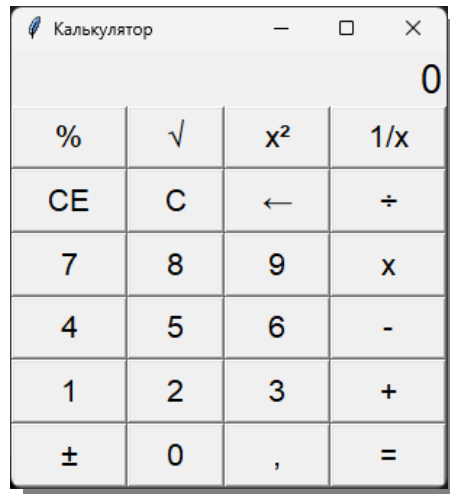 Калькулятор
0
% √ x² 1/x
CE C ← ÷
7 8 9 x
4 5 6 -
1 2 3 +
± 0 , =